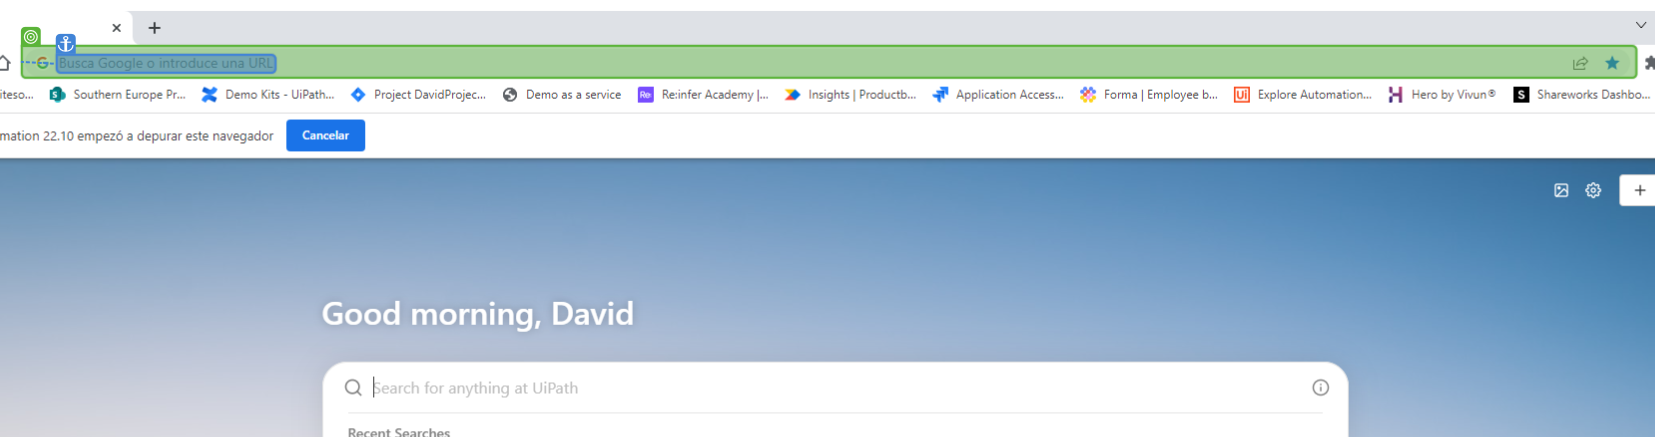 Busca Google o introduce una URL
iteso... Southern Europe Pr... Demo Kits - UiPath... Project DavidProjec... Demo as a service Re Re:infer Academy |... Insights | Productb... Application Access... Forma | Employee b... Ui Explore Automation... Hero by Vivun® S Shareworks Dashbo...
mation 22.10 empezó a depurar este navegador Cancelar
Good morning, David
Search for anything at UiPath
Recent Searches